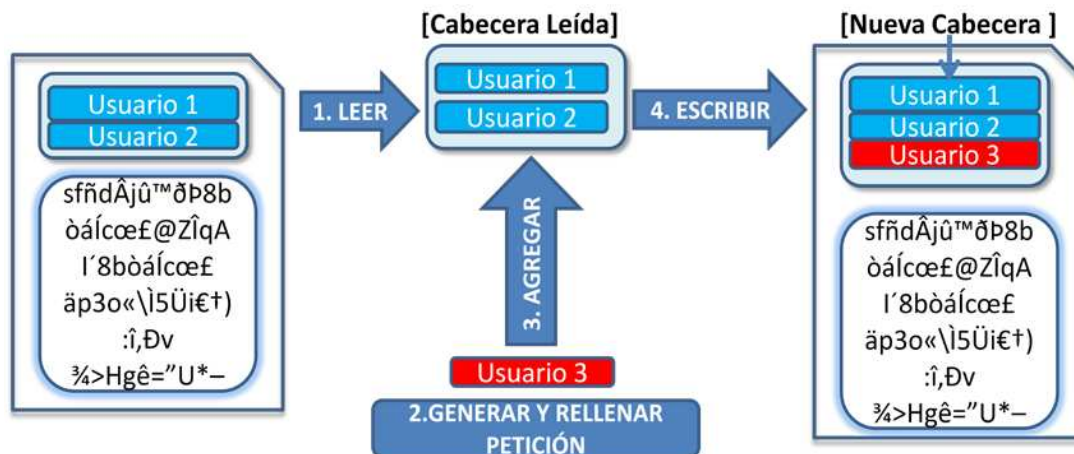 [Cabecera Leída]
[Nueva Cabecera ]
Usuario 1
Usuario 2
sfñdÂjû™ðÞ8b
òáÍcœ£@ZÎqA
I´8bòáÍcœ£
äp3o«\Ì5Üi€†)
:î,Ðv
¾>Hgê=”U*–
1. LEER
Usuario 1
Usuario 2
4. ESCRIBIR
3. AGREGAR
Usuario 3
2.GENERAR Y RELLENAR
PETICIÓN
Usuario 1
Usuario 2
Usuario 3
sfñdÂjû™ðÞ8b
òáÍcœ£@ZÎqA
I´8bòáÍcœ£
äp3o«\Ì5Üi€†)
:î,Ðv
¾>Hgê=”U*–